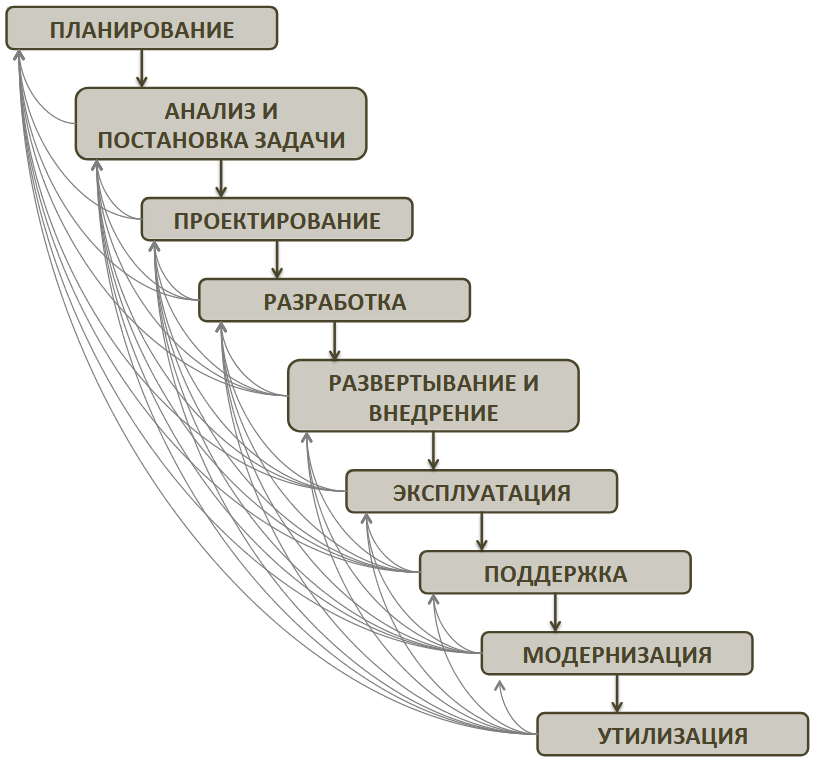 ПЛАНИРОВАНИЕ
АНАЛИЗ И
ПОСТАНОВКА ЗАДАЧИ
ПРОЕКТИРОВАНИЕ
РАЗРАБОТКА
РАЗВЕРТЫВАНИЕ И
ВНЕДРЕНИЕ
ЭКСПЛУАТАЦИЯ
ПОДДЕРЖКА
МОДЕРНИЗАЦИЯ
УТИЛИЗАЦИЯ